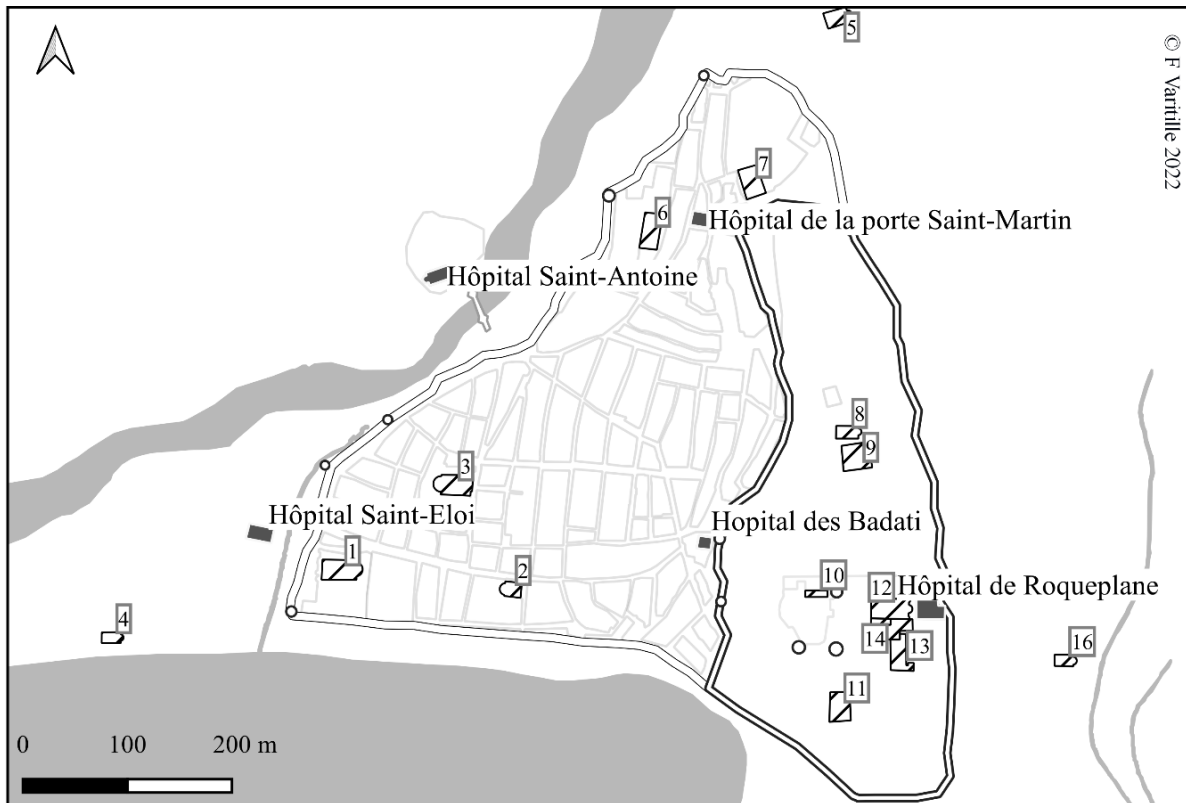 5
© F Varitille 2022
7
6
Hôpital de la porte Saint-Martin
Hôpital Saint-Antoine
8
9
3
Hôpital Saint-Eloi
Hopital des Badati
1
2
10
12
Hôpital de Roqueplane
4
14
13
16
11
0 100 200 m